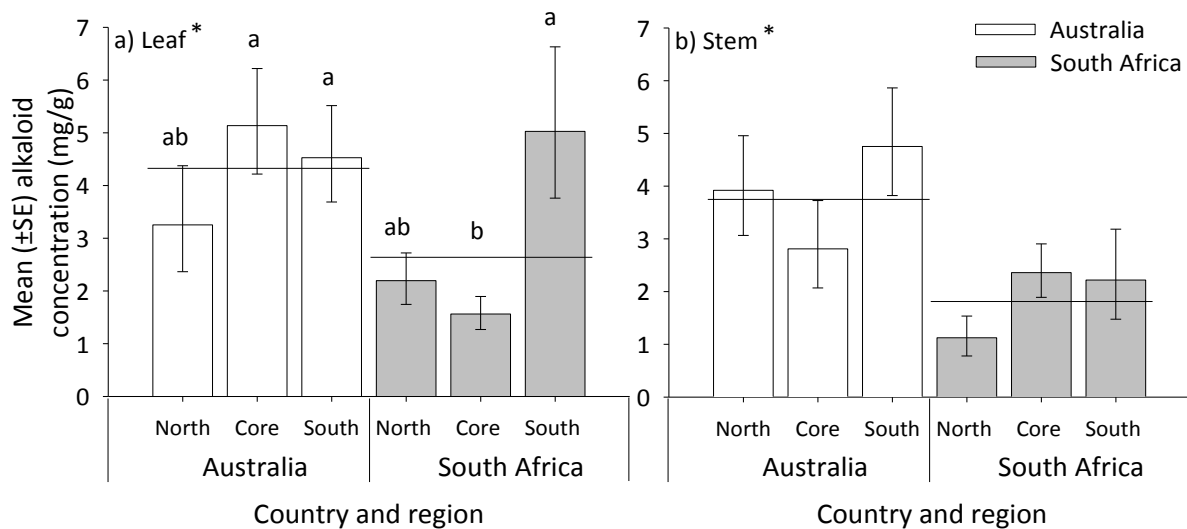 Mean (±SE) alkaloid
concentration (mg/g)
a) Leaf *
7
6
5
4
3
2
1
0
ab
a
a
ab
b
a
North
Core
South
North
Core
South
Australia
South Africa
Country and region
b) Stem *
Australia
South Africa
7
6
5
4
3
2
1
0
North
Core
South
North
Core
South
Australia
South Africa
Country and region